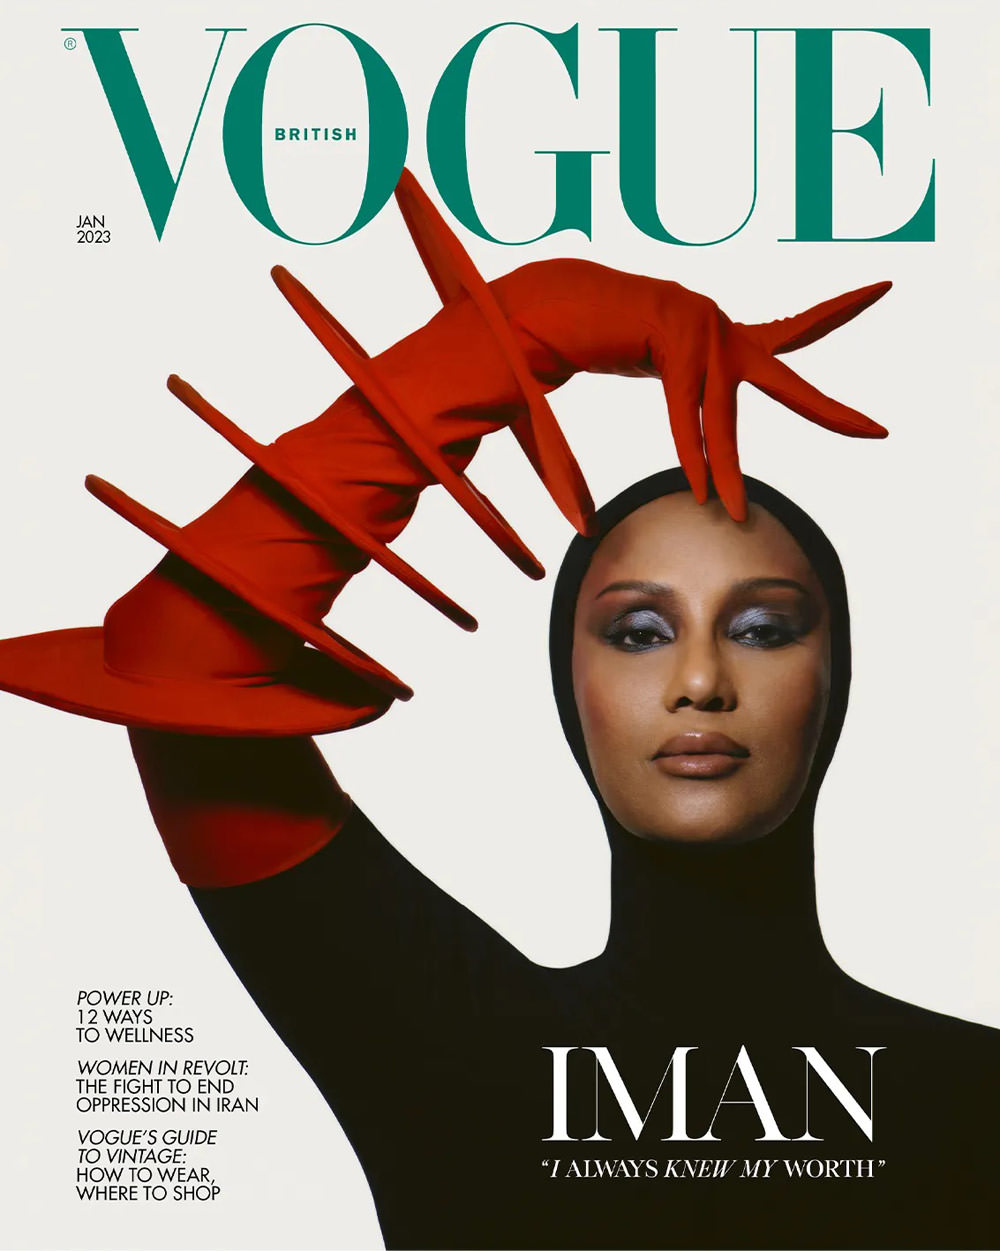 ®
VOGUE
BRITISH
JAN
2023
POWER UP:
12 WAYS
TO WELLNESS
WOMEN IN REVOLT:
THE FIGHT TO END
OPPRESSION IN IRAN
VOGUE’S GUIDE
TO VINTAGE:
HOW TO WEAR,
WHERE TO SHOP
IMAN
“I ALWAYS KNEW MY WORTH”